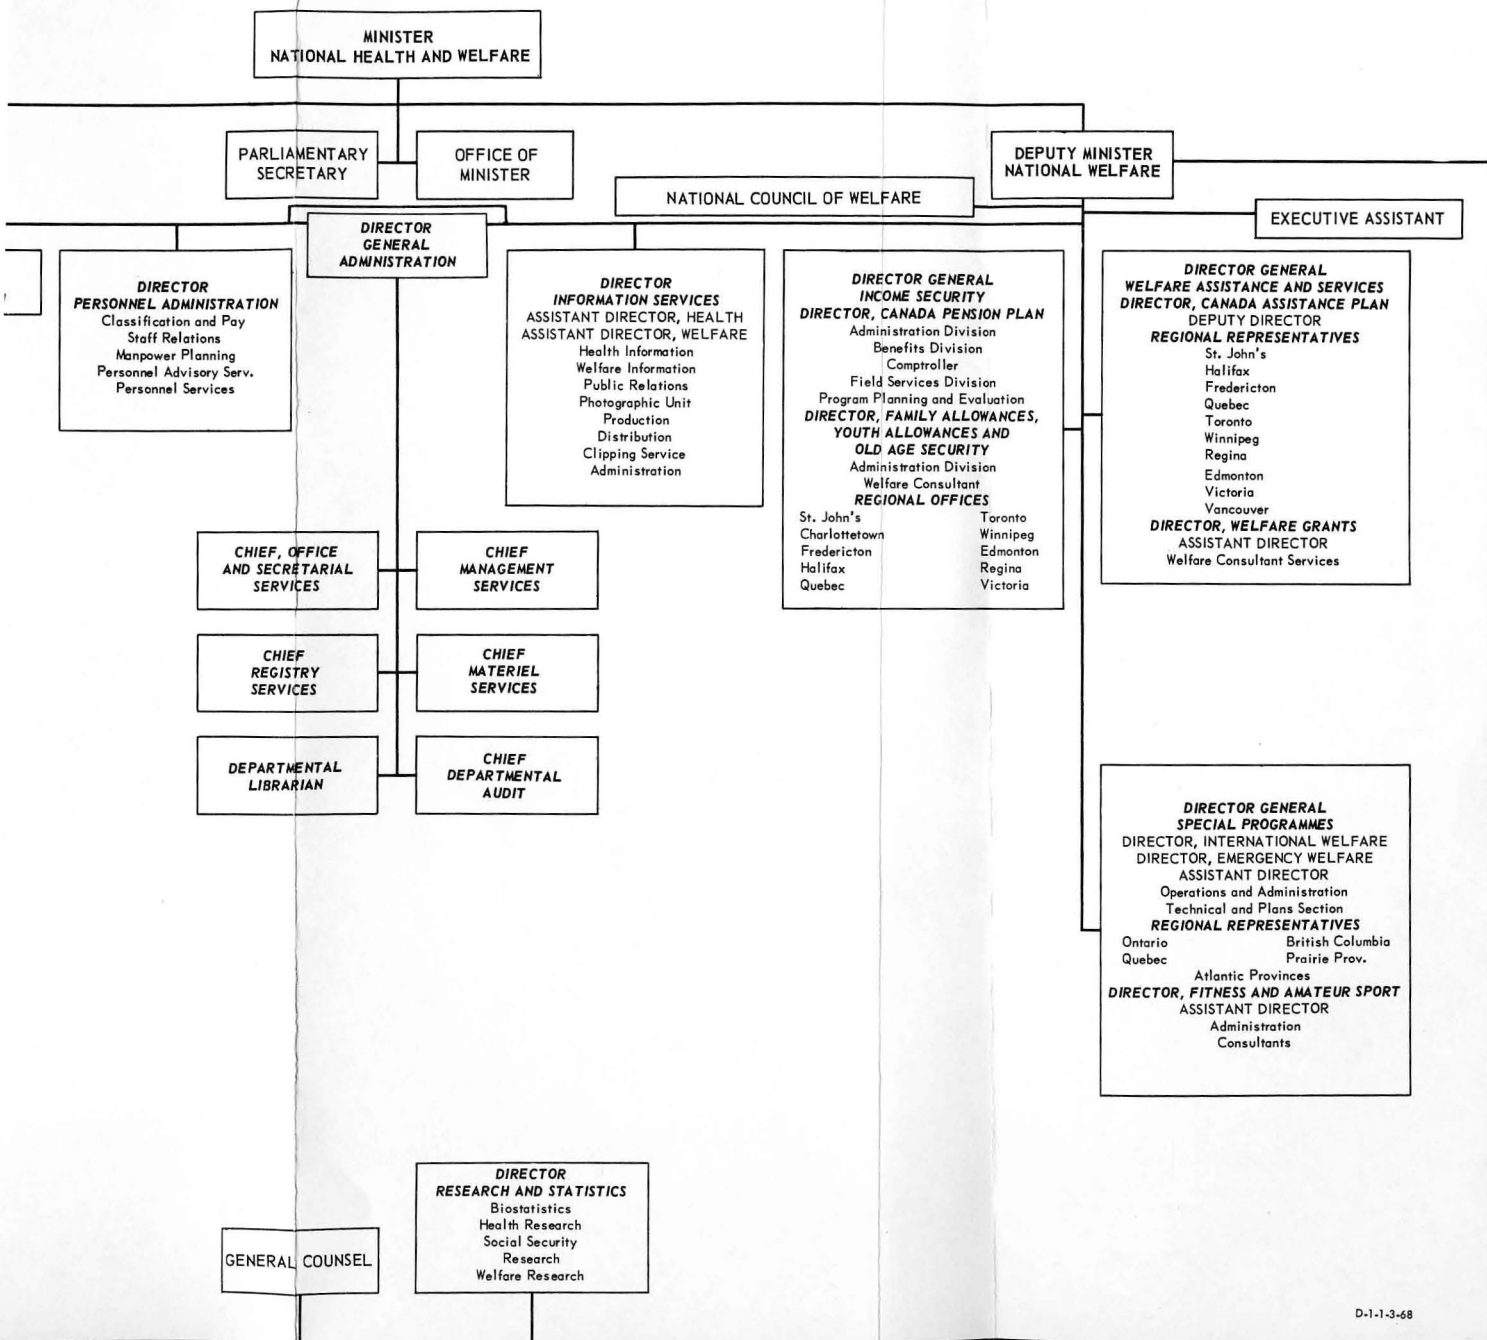 MINISTER
NATIONAL HEALTH AND WELFARE
PARLIAMENTARY
SECRETARY
OFFICE OF
MINISTER
DEPUTY MINISTER
NATIONAL WELFARE
NATIONAL COUNCIL OF WELFARE
EXECUTIVE ASSISTANT
DIRECTOR
GENERAL
ADMINISTRATION
DIRECTOR
PERSONNEL ADMINISTRATION
Classification and Pay
Staff Relations
Manpower Planning
Personnel Advisory Serv.
Personnel Services
DIRECTOR
INFORMATION SERVICES
ASSISTANT DIRECTOR, HEALTH
ASSISTANT DIRECTOR, WELFARE
Health Information
Welfare Information
Public Relations
Photographic Unit
Production
Distribution
Clipping Service
Administration
DIRECTOR GENERAL
INCOME SECURITY
DIRECTOR, CANADA PENSION PLAN
Administration Division
Benefits Division
Comptroller
Field Services Division
Program Planning and Evaluation
DIRECTOR, FAMILY ALLOWANCES,
YOUTH ALLOWANCES AND
OLD AGE SECURITY
Administration Division
Welfare Consultant
REGIONAL OFFICES
St. John's Toronto
Charlottetown Winnipeg
Fredericton Edmonton
Halifax Regina
Quebec Victoria
DIRECTOR GENERAL
WELFARE ASSISTANCE AND SERVICES
DIRECTOR, CANADA ASSISTANCE PLAN
DEPUTY DIRECTOR
REGIONAL REPRESENTATIVES
St. John's
Halifax
Fredericton
Quebec
Toronto
Winnipeg
Regina
Edmonton
Victoria
Vancouver
DIRECTOR, WELFARE GRANTS
ASSISTANT DIRECTOR
Welfare Consultant Services
CHIEF, OFFICE
AND SECRETARIAL
SERVICES
CHIEF
MANAGEMENT
SERVICES
CHIEF
REGISTRY
SERVICES
CHIEF
MATERIEL
SERVICES
DEPARTMENTAL
LIBRARIAN
CHIEF
DEPARTMENTAL
AUDIT
DIRECTOR GENERAL
SPECIAL PROGRAMMES
DIRECTOR, INTERNATIONAL WELFARE
DIRECTOR, EMERGENCY WELFARE
ASSISTANT DIRECTOR
Operations and Administration
Technical and Plans Section
REGIONAL REPRESENTATIVES
Ontario British Columbia
Quebec Prairie Prov.
Atlantic Provinces
DIRECTOR, FITNESS AND AMATEUR SPORT
ASSISTANT DIRECTOR
Administration
Consultants
DIRECTOR
RESEARCH AND STATISTICS
Biostatistics
Health Research
Social Security
Research
Welfare Research
GENERAL COUNSEL
D-1-1-3-68